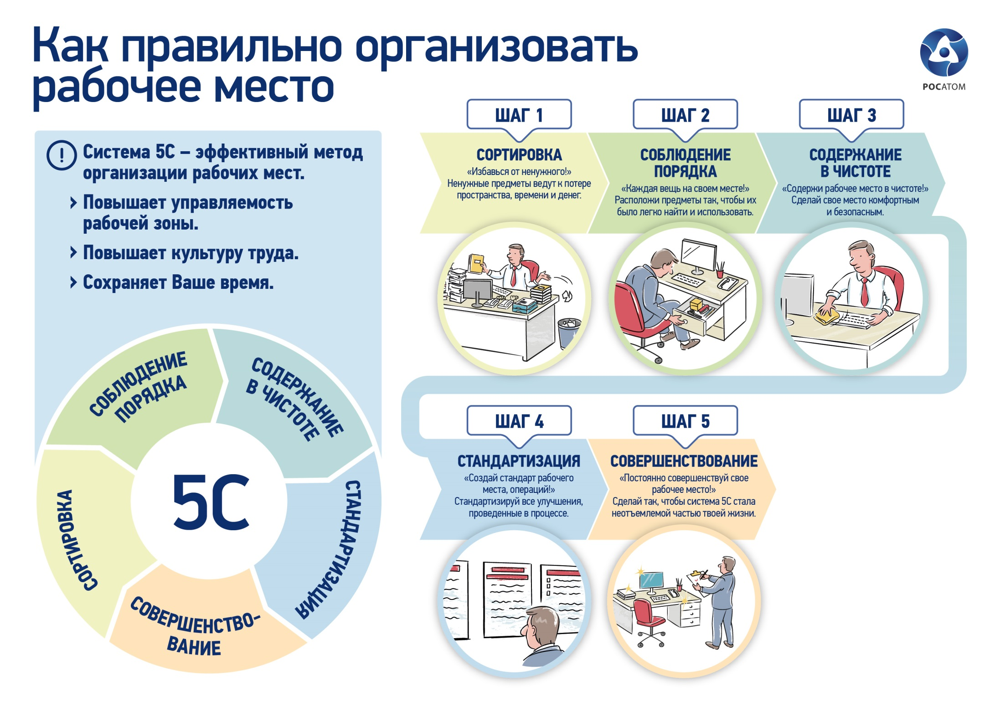 Как правильно организовать
рабочее место
РОСАТОМ
! Система 5С – эффективный метод
организации рабочих мест.
> Повышает управляемость
рабочей зоны.
> Повышает культуру труда.
> Сохраняет Ваше время.
СОБЛЮДЕНИЕ
ПОРЯДКА
СОДЕРЖАНИЕ
В ЧИСТОТЕ
СТАНДАРТИЗАЦИЯ
СОВЕРШЕНСТВО-
ВАНИЕ
СОРТИРОВКА
5С
ШАГ 1
СОРТИРОВКА
«Избавься от ненужного!»
Ненужные предметы ведут к потере
пространства, времени и денег.
ШАГ 2
СОБЛЮДЕНИЕ
ПОРЯДКА
«Каждая вещь на своем месте!»
Расположи предметы так, чтобы их
было легко найти и использовать.
ШАГ 3
СОДЕРЖАНИЕ
В ЧИСТОТЕ
«Содержи рабочее место в чистоте!»
Сделай свое место комфортным
и безопасным.
ШАГ 4
СТАНДАРТИЗАЦИЯ
«Создай стандарт рабочего
места, операций!»
Стандартизируй все улучшения,
проведенные в процессе.
ШАГ 5
СОВЕРШЕНСТВОВАНИЕ
«Постоянно совершенствуй свое
рабочее место!»
Сделай так, чтобы система 5С стала
неотъемлемой частью твоей жизни.